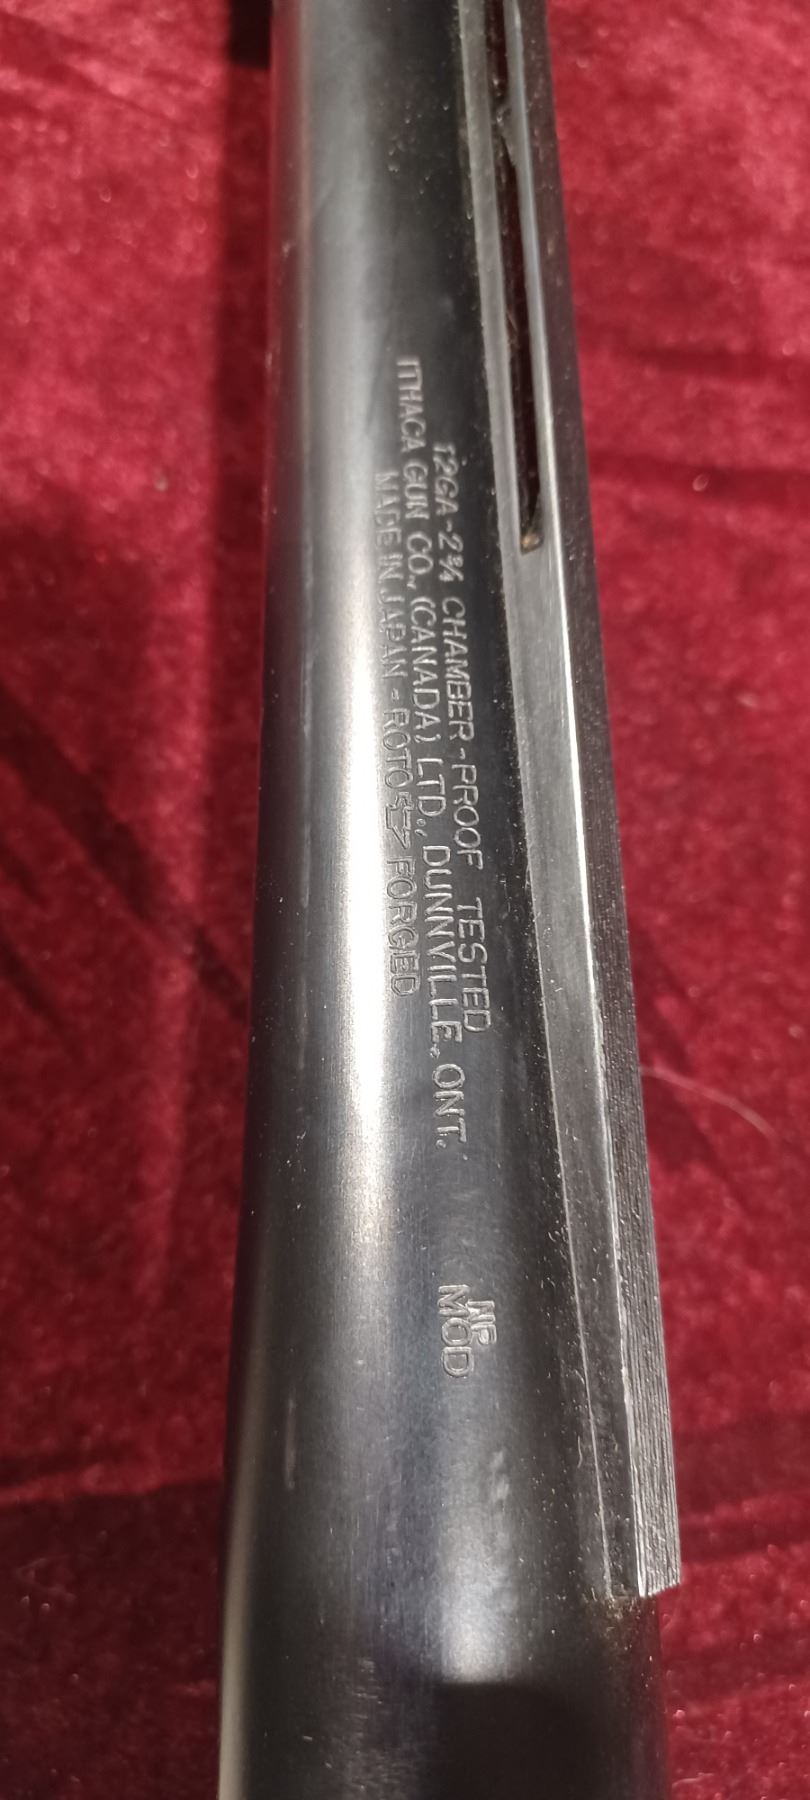 12GA-2¾ CHAMBER-PROOF TESTED
ITHACA GUN CO., (CANADA) LTD., DUNNVILLE, ONT.
MADE IN JAPAN - ROTO FORGED
NP
MOD